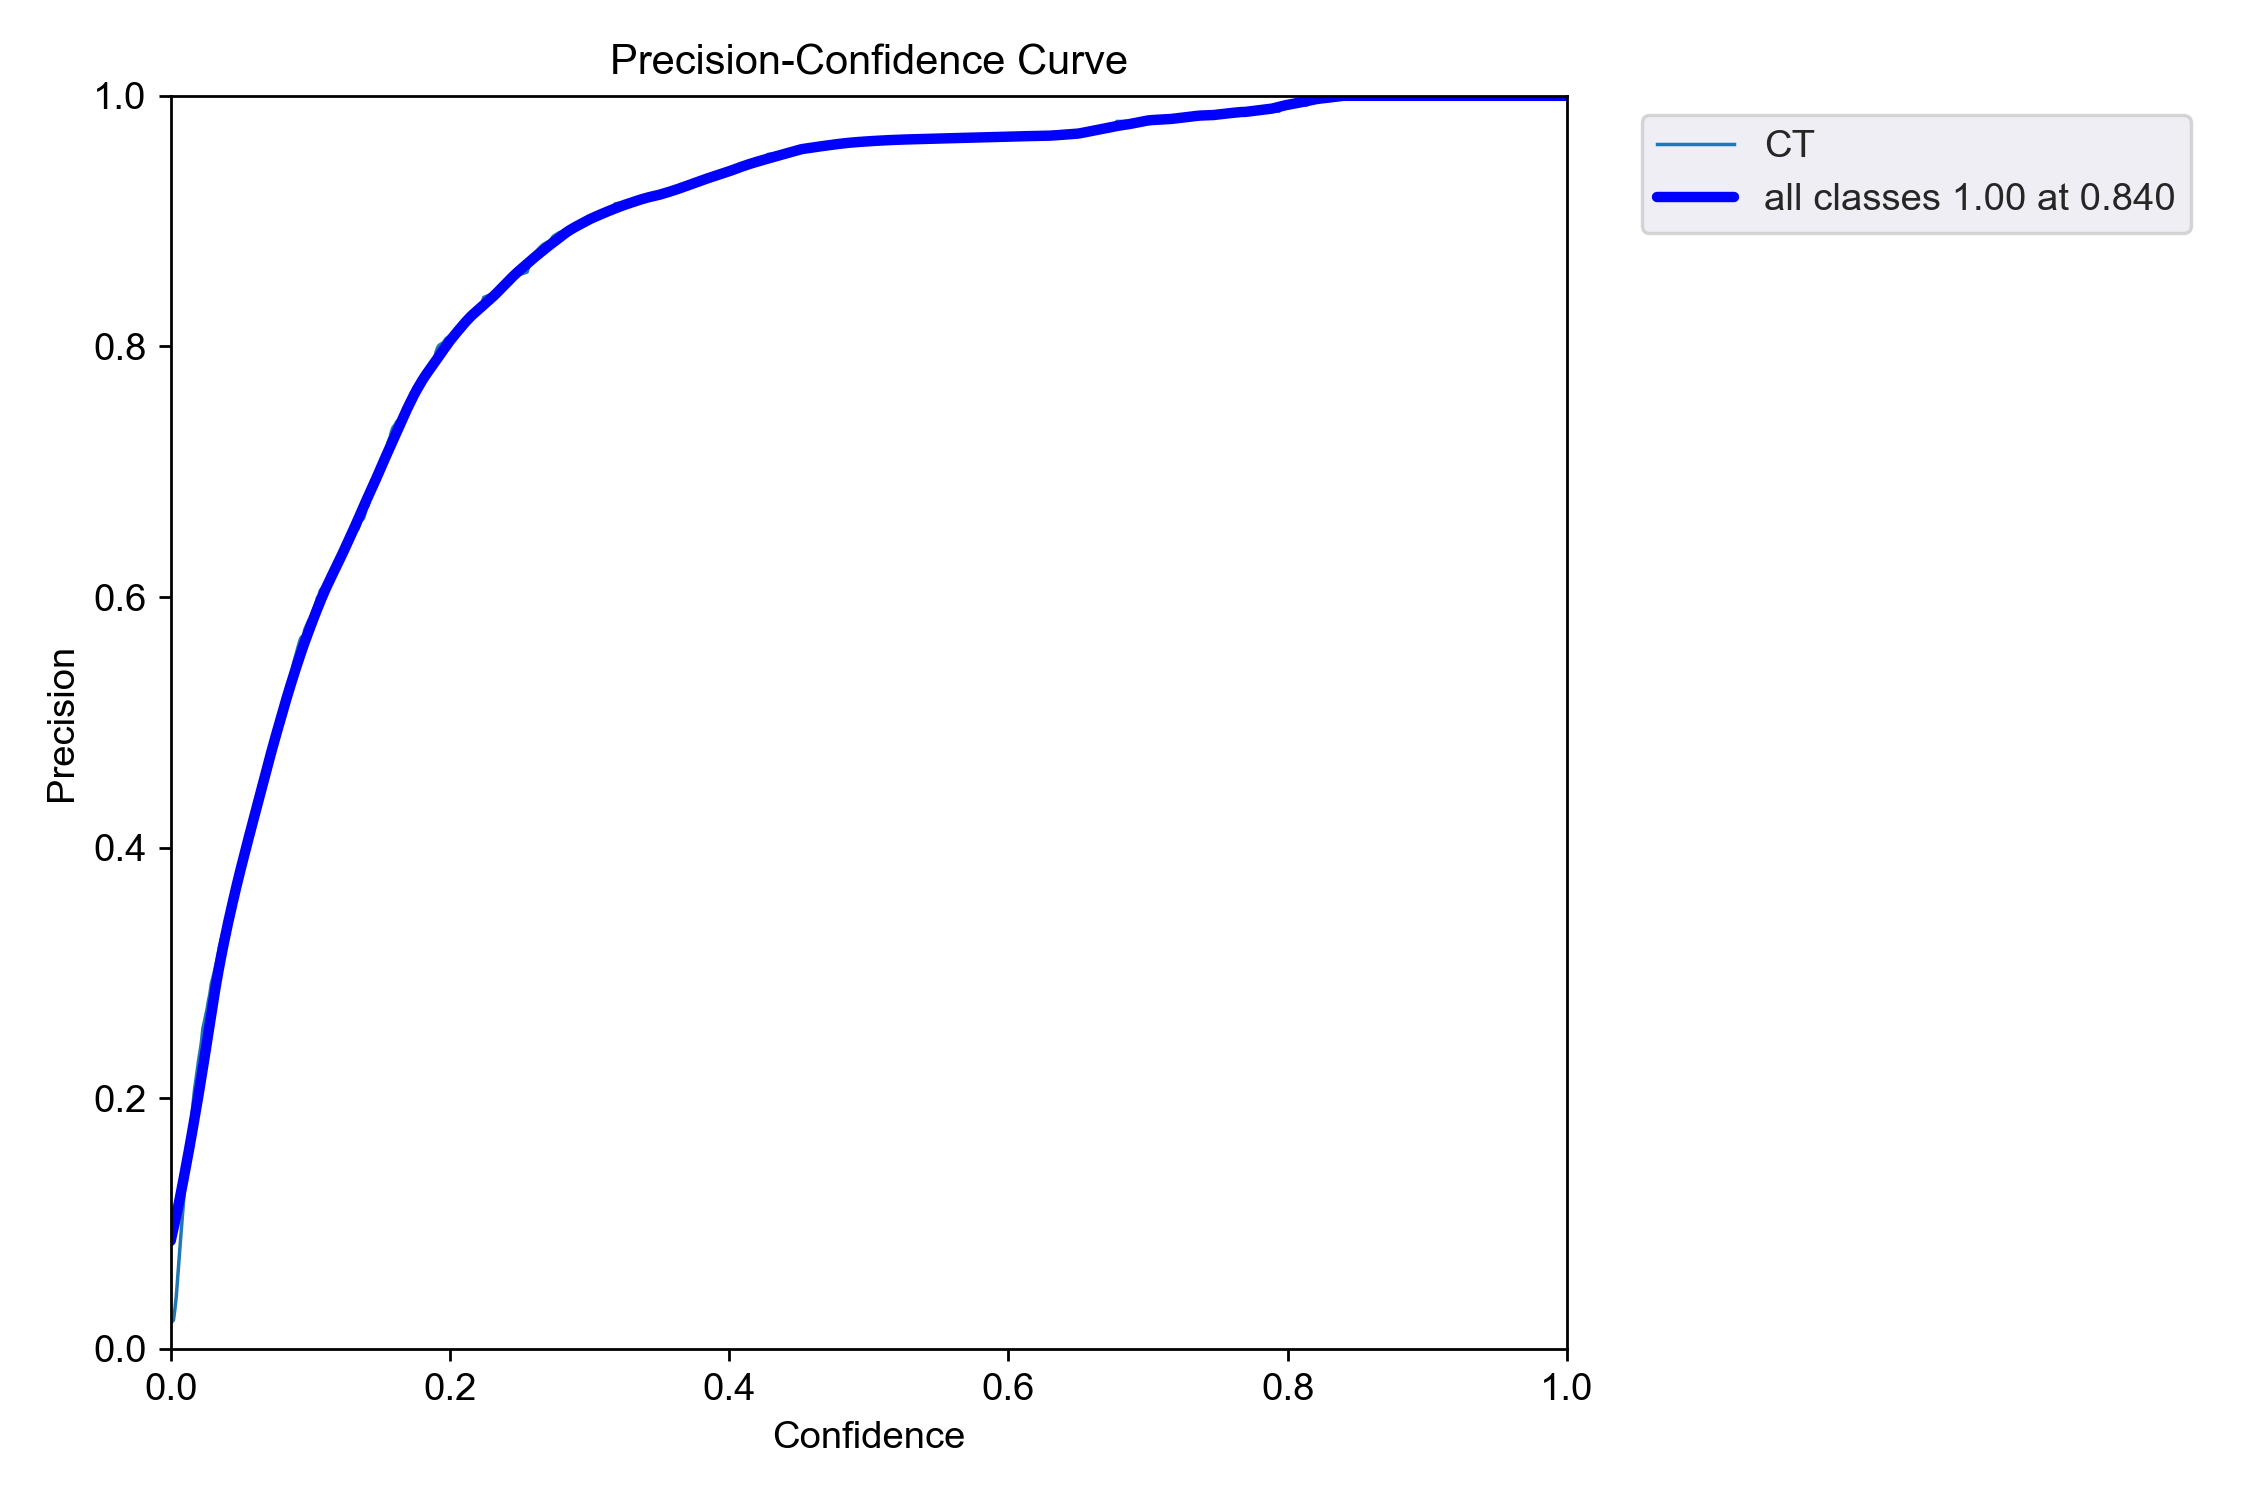 Precision-Confidence Curve
1.0
0.8
0.6
0.4
0.2
0.0
Precision
0.0 0.2 0.4 0.6 0.8 1.0
Confidence
CT
all classes 1.00 at 0.840